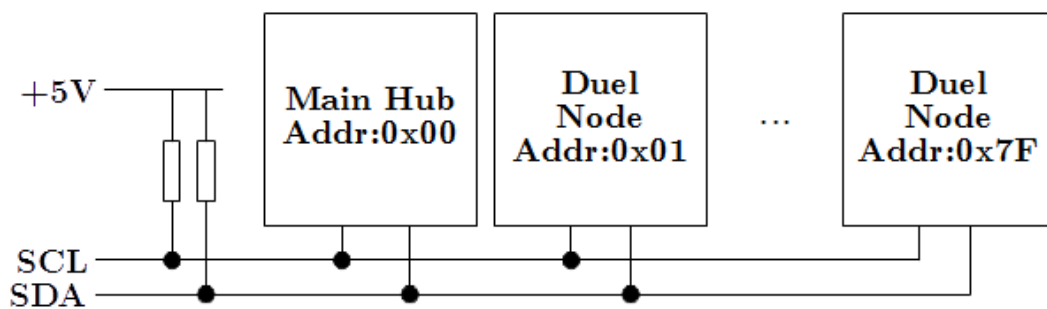 +5V
Main Hub
Addr:0x00
Duel
Node
Addr:0x01
...
Duel
Node
Addr:0x7F
SCL
SDA